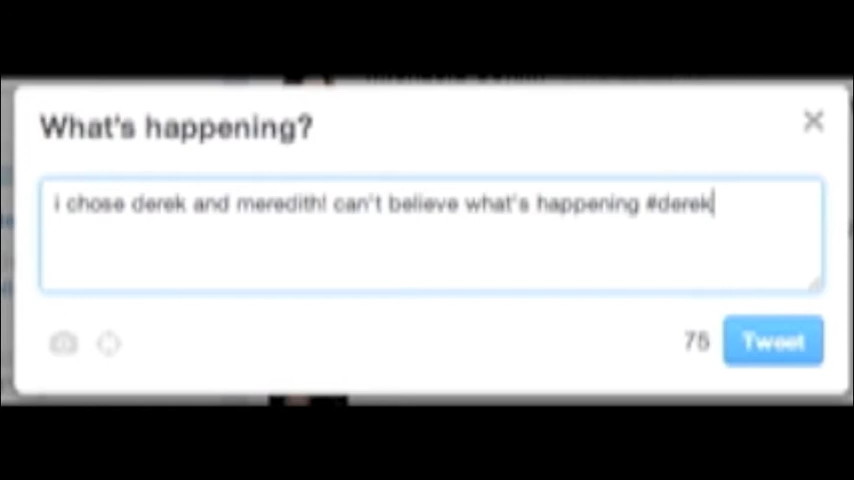 What's happening?
i chose derek and meredith! can't believe what's happening #derek
75
Tweet